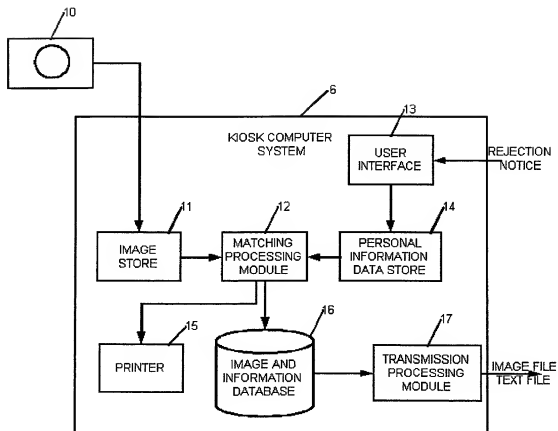 10
6
13
KIOSK COMPUTER
SYSTEM
USER
INTERFACE
REJECTION
NOTICE
11
12
14
IMAGE
STORE
MATCHING
PROCESSING
MODULE
PERSONAL
INFORMATION
DATA STORE
15
16
17
PRINTER
IMAGE AND
INFORMATION
DATABASE
TRANSMISSION
PROCESSING
MODULE
IMAGE FILE
TEXT FILE